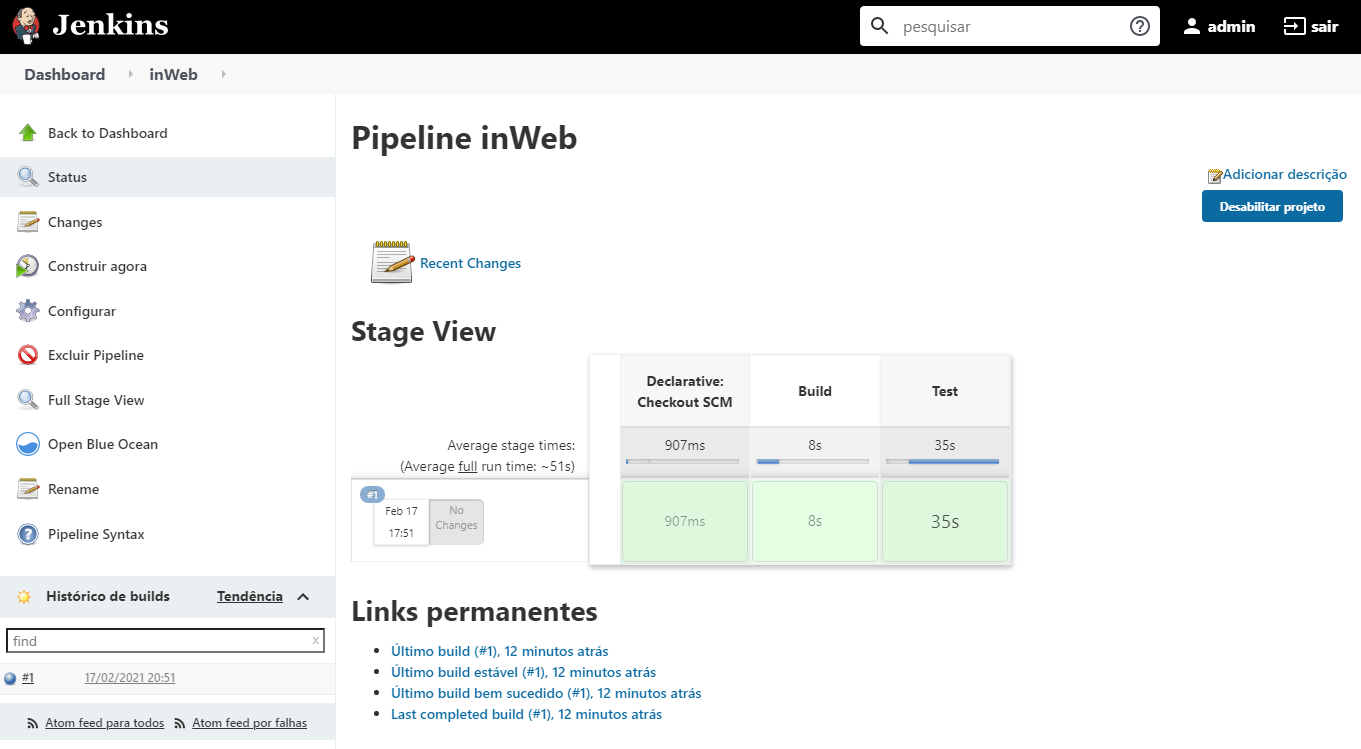 Jenkins
pesquisar
admin
sair
Dashboard
inWeb
Back to Dashboard
Status
Changes
Construir agora
Configurar
Excluir Pipeline
Full Stage View
Open Blue Ocean
Rename
Pipeline Syntax
Histórico de builds Tendência
find x
#1 17/02/2021 20:51
Atom feed para todos Atom feed por falhas
Pipeline inWeb
Adicionar descrição
Desabilitar projeto
Recent Changes
Stage View
Declarative:
Checkout SCM
Build
Test
Average stage times:
(Average full run time: ~51s)
907ms 8s 35s
#1
Feb 17
17:51
No
Changes
907ms 8s 35s
Links permanentes
Último build (#1), 12 minutos atrás
Último build estável (#1), 12 minutos atrás
Último build bem sucedido (#1), 12 minutos atrás
Last completed build (#1), 12 minutos atrás